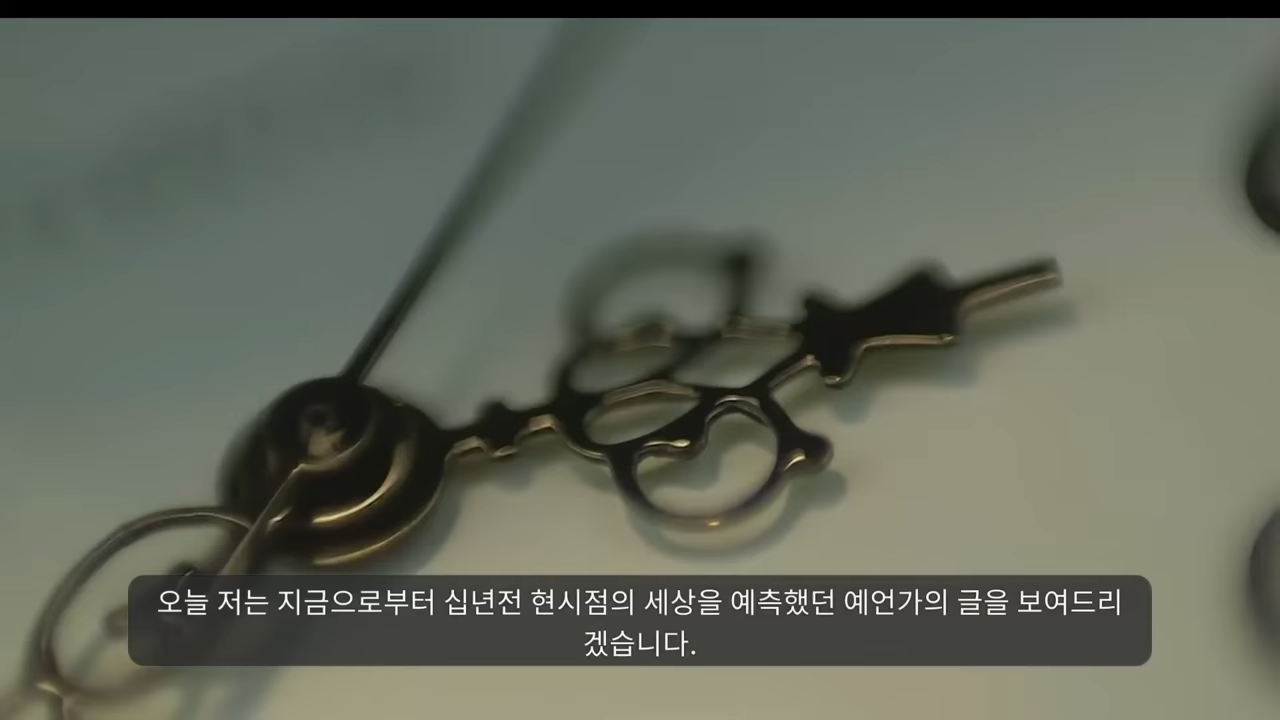 오늘 저는 지금으로부터 십년전 현시점의 세상을 예측했던 예언가의 글을 보여드리
겠습니다.